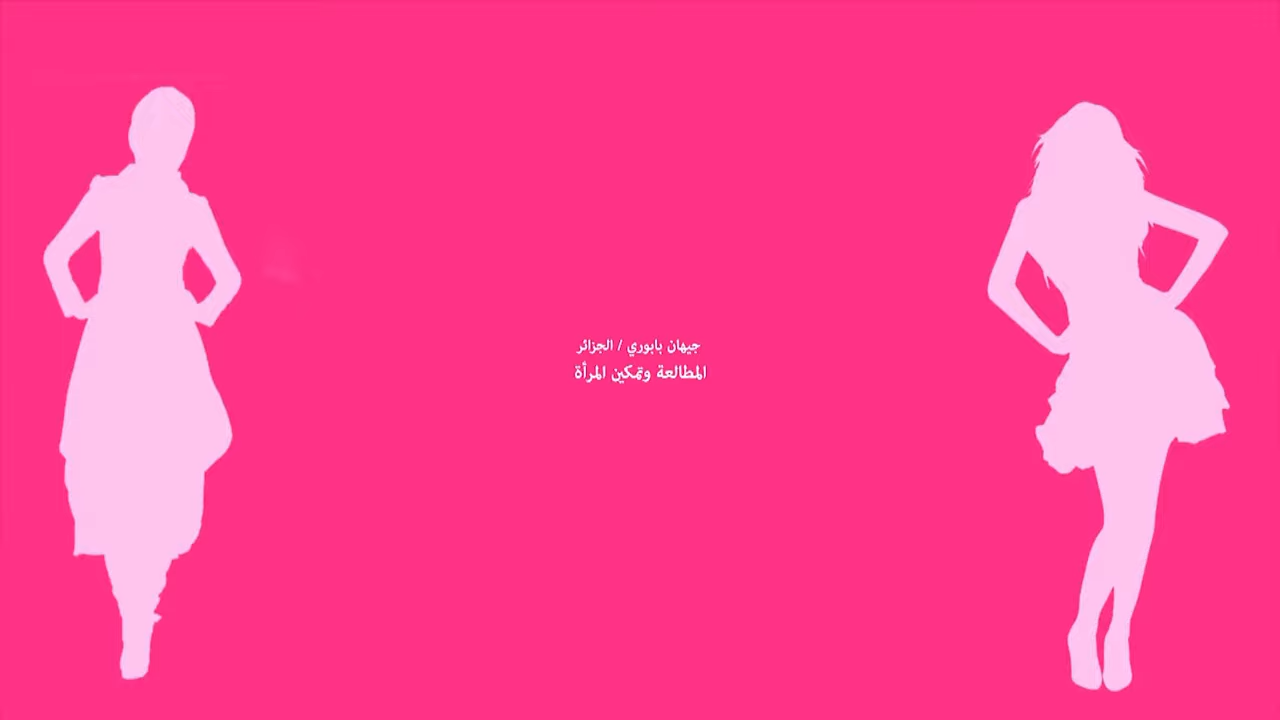 جيهان بابوري / الجزائر
المطالعة وتمكين المرأة